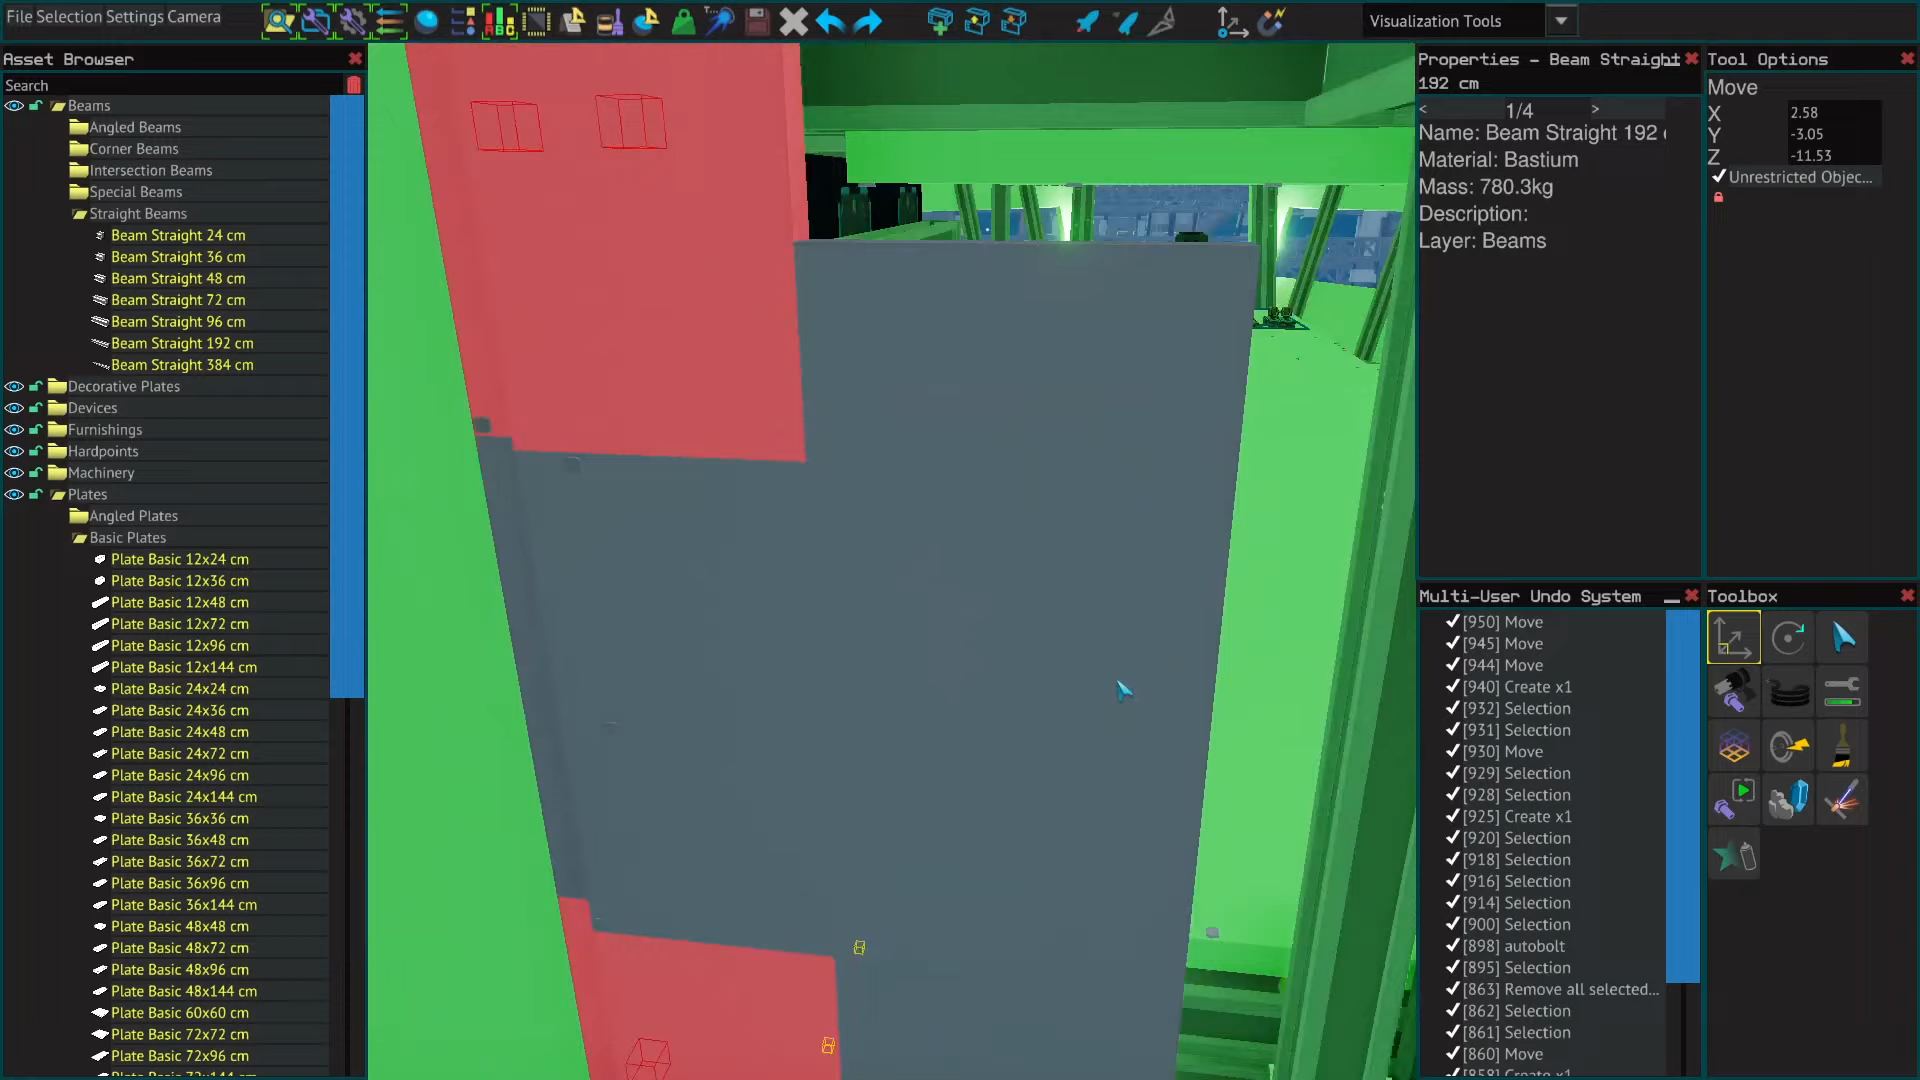 File Selection Settings Camera
Visualization Tools
Asset Browser
Search
Beams
Angled Beams
Corner Beams
Intersection Beams
Special Beams
Straight Beams
Beam Straight 24 cm
Beam Straight 36 cm
Beam Straight 48 cm
Beam Straight 72 cm
Beam Straight 96 cm
Beam Straight 192 cm
Beam Straight 384 cm
Decorative Plates
Devices
Furnishings
Hardpoints
Machinery
Plates
Angled Plates
Basic Plates
Plate Basic 12x24 cm
Plate Basic 12x36 cm
Plate Basic 12x48 cm
Plate Basic 12x72 cm
Plate Basic 12x96 cm
Plate Basic 12x144 cm
Plate Basic 24x24 cm
Plate Basic 24x36 cm
Plate Basic 24x48 cm
Plate Basic 24x72 cm
Plate Basic 24x96 cm
Plate Basic 24x144 cm
Plate Basic 36x36 cm
Plate Basic 36x48 cm
Plate Basic 36x72 cm
Plate Basic 36x96 cm
Plate Basic 36x144 cm
Plate Basic 48x48 cm
Plate Basic 48x72 cm
Plate Basic 48x96 cm
Plate Basic 48x144 cm
Plate Basic 60x60 cm
Plate Basic 72x72 cm
Plate Basic 72x96 cm
Properties - Beam Straight
192 cm
< 1/4 >
Name: Beam Straight 192
Material: Bastium
Mass: 780.3kg
Description:
Layer: Beams
Tool Options
Move
X 2.58
Y -3.05
Z -11.53
Unrestricted Objec...
Multi-User Undo System
[950] Move
[945] Move
[944] Move
[940] Create x1
[932] Selection
[931] Selection
[930] Move
[929] Selection
[928] Selection
[925] Create x1
[920] Selection
[918] Selection
[916] Selection
[914] Selection
[900] Selection
[898] autobolt
[895] Selection
[863] Remove all selected...
[862] Selection
[861] Selection
[860] Move
[858] Create x1
Toolbox